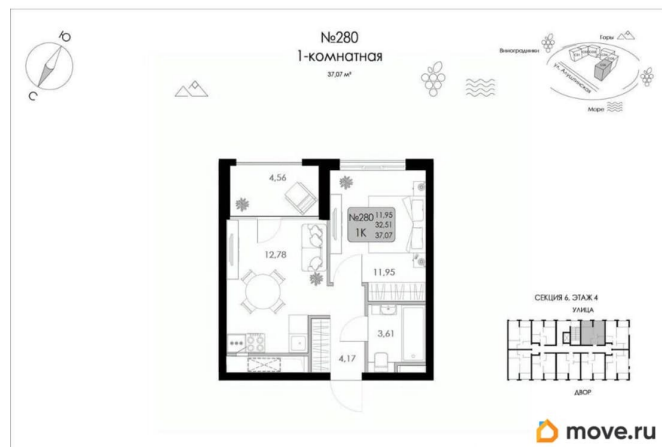 №280
1-комнатная
37,07 м²
Ю
С
Горы
Виноградники
Море
4,56
№280 11,95
32,51
1К 37,07
12,78
11,95
3,61
4,17
СЕКЦИЯ 6, ЭТАЖ 4
УЛИЦА
ДВОР
move.ru